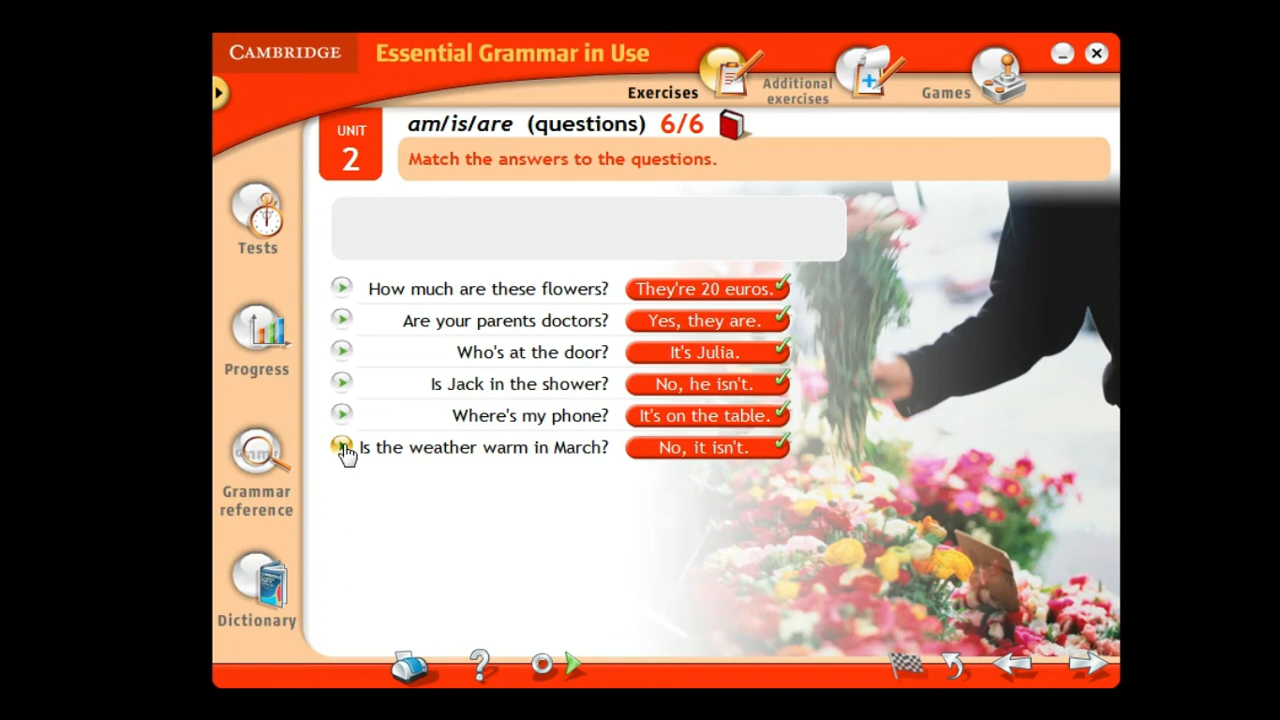 CAMBRIDGE
Essential Grammar in Use
Exercises
Additional
exercises
Games
UNIT
2
am/is/are (questions) 6/6
Match the answers to the questions.
Tests
Progress
Grammar
reference
Dictionary
How much are these flowers? They're 20 euros.
Are your parents doctors? Yes, they are.
Who's at the door? It's Julia.
Is Jack in the shower? No, he isn't.
Where's my phone? It's on the table.
Is the weather warm in March? No, it isn't.